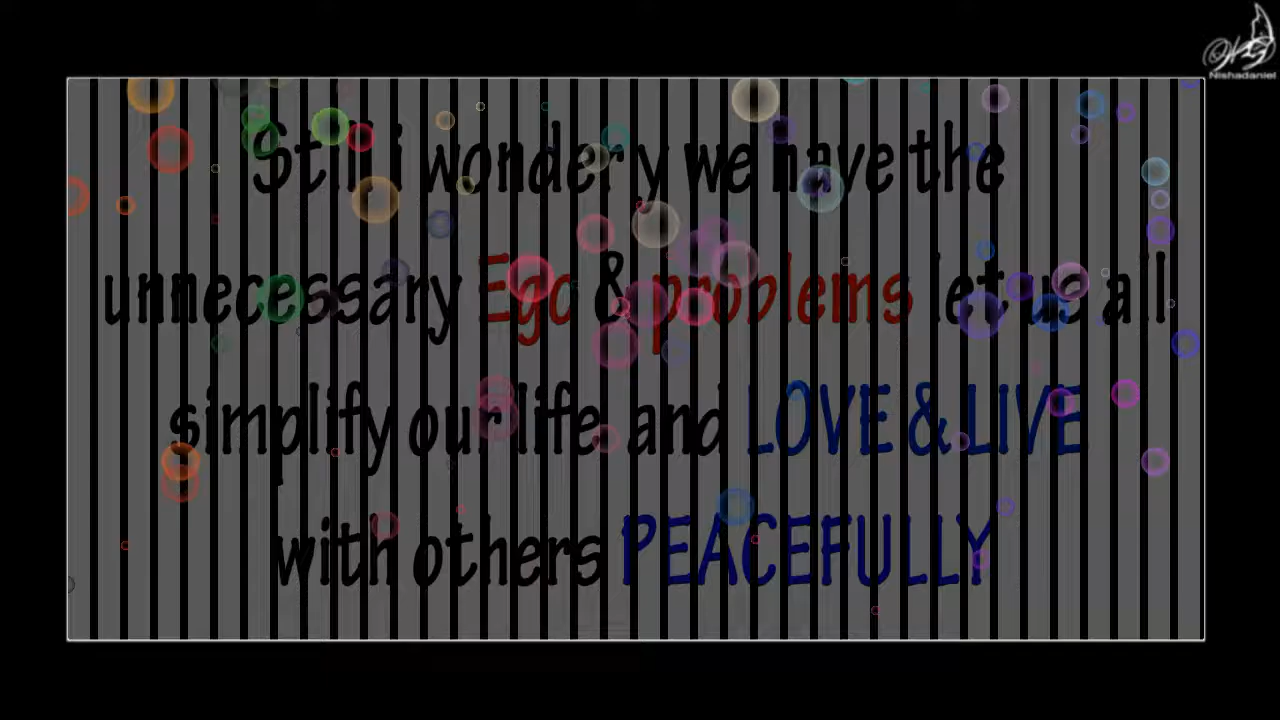 Nishadaniel
Still i wonder y we have the
unnecessary Ego & problems let us all
simplify our life and LOVE & LIVE
with others PEACEFULLY